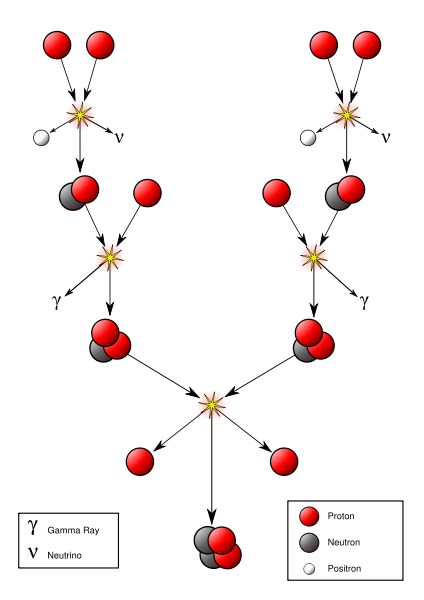 ν
ν
γ
γ
γ Gamma Ray
ν Neutrino
Proton
Neutron
Positron